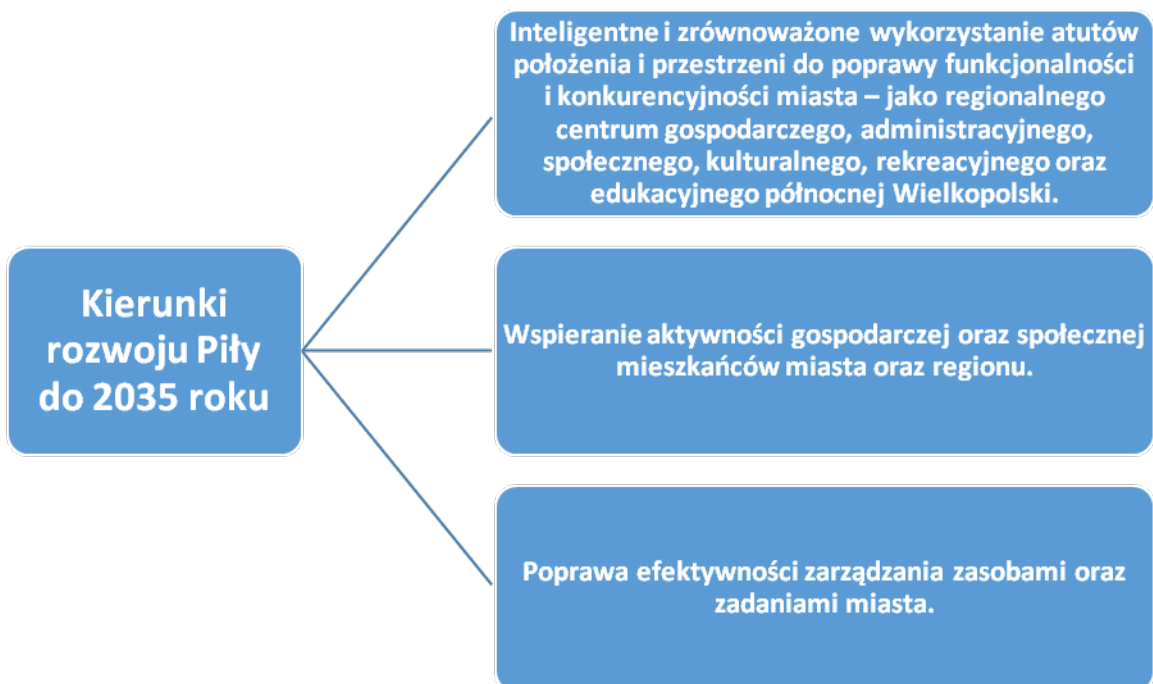 Kierunki
rozwoju Piły
do 2035 roku
Inteligentne i zrównoważone wykorzystanie atutów
położenia i przestrzeni do poprawy funkcjonalności
i konkurencyjności miasta – jako regionalnego
centrum gospodarczego, administracyjnego,
społecznego, kulturalnego, rekreacyjnego oraz
edukacyjnego północnej Wielkopolski.
Wspieranie aktywności gospodarczej oraz społecznej
mieszkańców miasta oraz regionu.
Poprawa efektywności zarządzania zasobami oraz
zadaniami miasta.